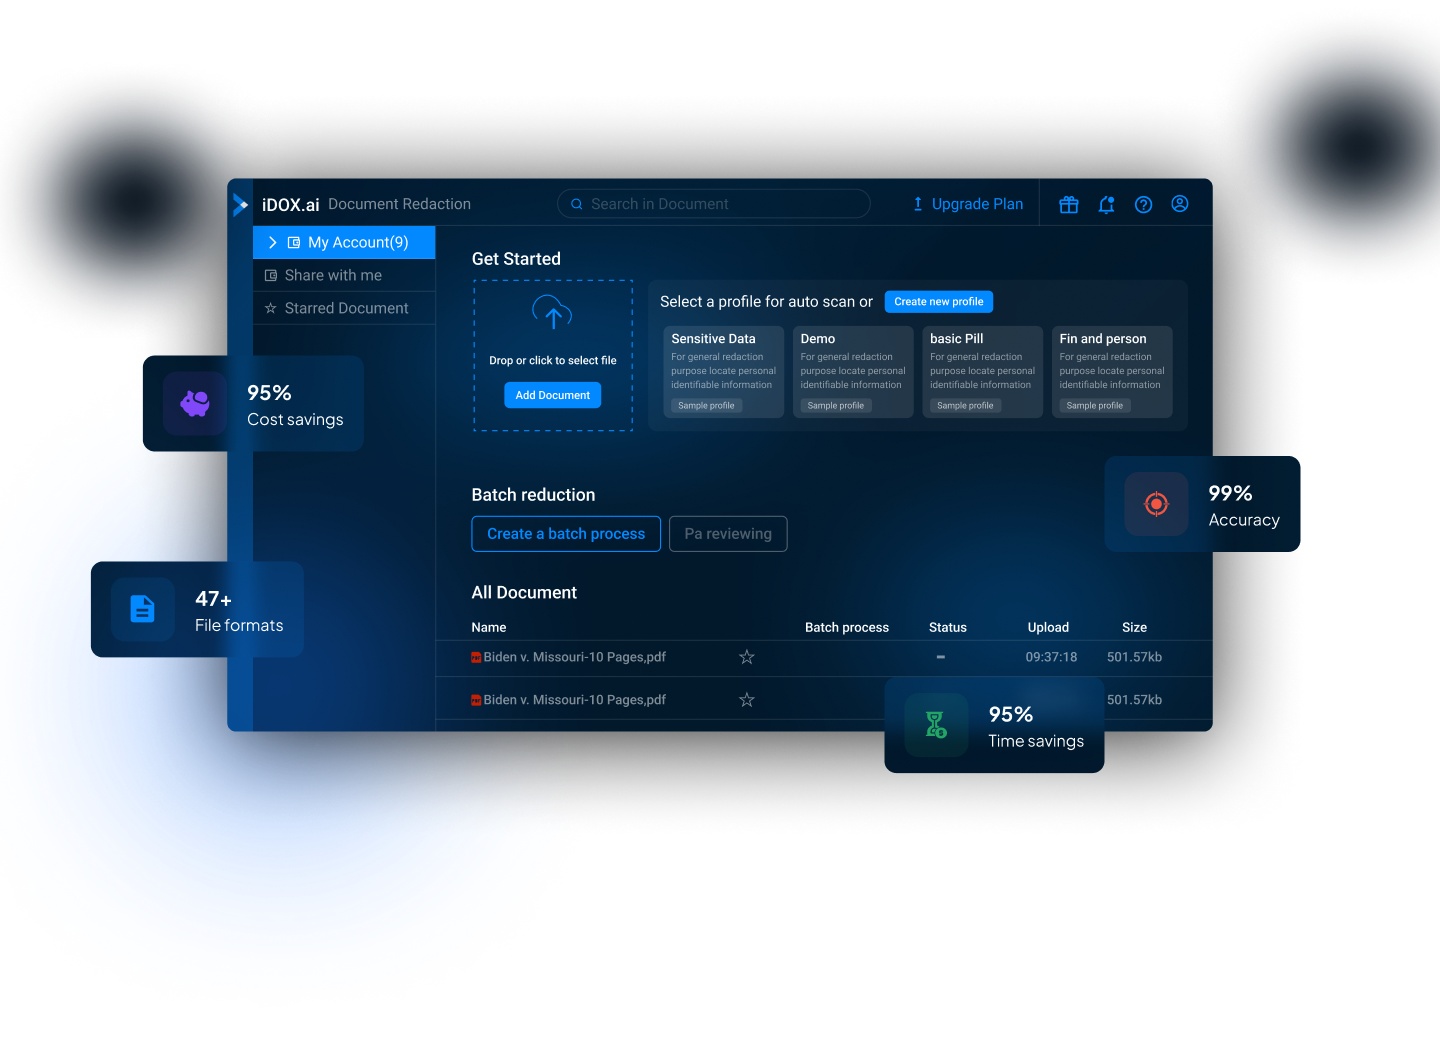 iDOX.ai Document Redaction
Search in Document
Upgrade Plan
My Account(9)
Share with me
Starred Document
Get Started
Drop or click to select file
Add Document
Select a profile for auto scan or
Create new profile
Sensitive Data
For general redaction
purpose locate personal
identifiable information
Sample profile
Demo
For general redaction
purpose locate personal
identifiable information
Sample profile
basic Pill
For general redaction
purpose locate personal
identifiable information
Sample profile
Fin and person
For general redaction
purpose locate personal
identifiable information
Sample profile
95%
Cost savings
99%
Accuracy
Batch reduction
Create a batch process
Pa reviewing
47+
File formats
All Document
Name Batch process Status Upload Size
Biden v. Missouri-10 Pages,pdf 09:37:18 501.57kb
Biden v. Missouri-10 Pages,pdf 501.57kb
95%
Time savings